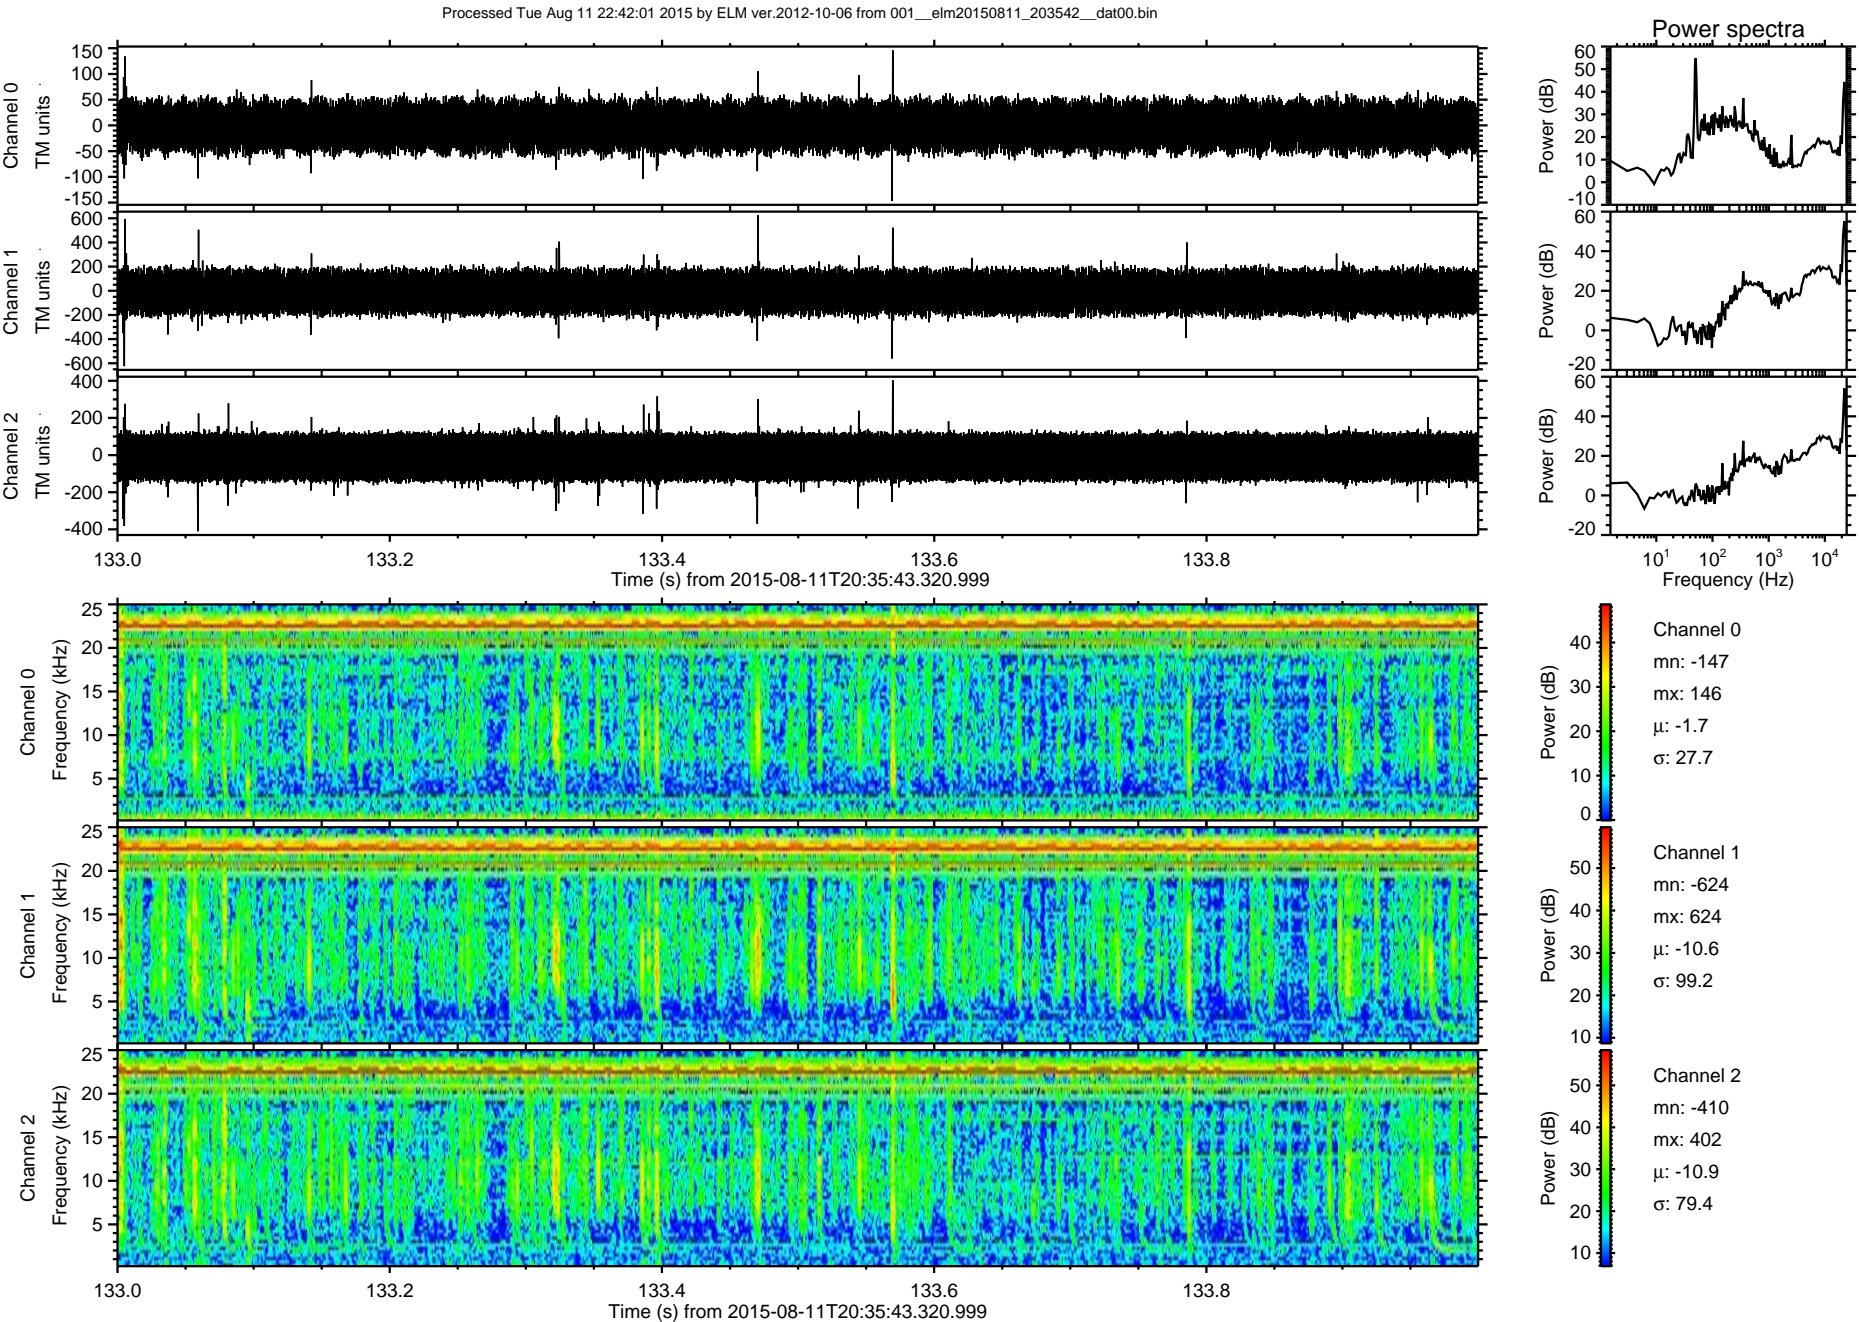 Processed Tue Aug 11 22:42:01 2015 by ELM ver.2012-10-06 from 001__elm20150811_203542__dat00.bin
Power spectra
Channel 0
TM units
150
100
50
0
-50
-100
-150
Power (dB)
60
50
40
30
20
10
0
-10
Channel 1
TM units
600
400
200
0
-200
-400
-600
Power (dB)
60
40
20
0
-20
Channel 2
TM units
400
200
0
-200
-400
Power (dB)
60
40
20
0
-20
133.0 133.2 133.4 133.6 133.8
Time (s) from 2015-08-11T20:35:43.320.999
10¹ 10² 10³ 10⁴
Frequency (Hz)
Channel 0
Frequency (kHz)
25
20
15
10
5
Power (dB)
40
30
20
10
0
Channel 0
mn: -147
mx: 146
μ: -1.7
σ: 27.7
Channel 1
Frequency (kHz)
25
20
15
10
5
Power (dB)
50
40
30
20
10
Channel 1
mn: -624
mx: 624
μ: -10.6
σ: 99.2
Channel 2
Frequency (kHz)
25
20
15
10
5
Power (dB)
50
40
30
20
10
Channel 2
mn: -410
mx: 402
μ: -10.9
σ: 79.4
133.0 133.2 133.4 133.6 133.8
Time (s) from 2015-08-11T20:35:43.320.999